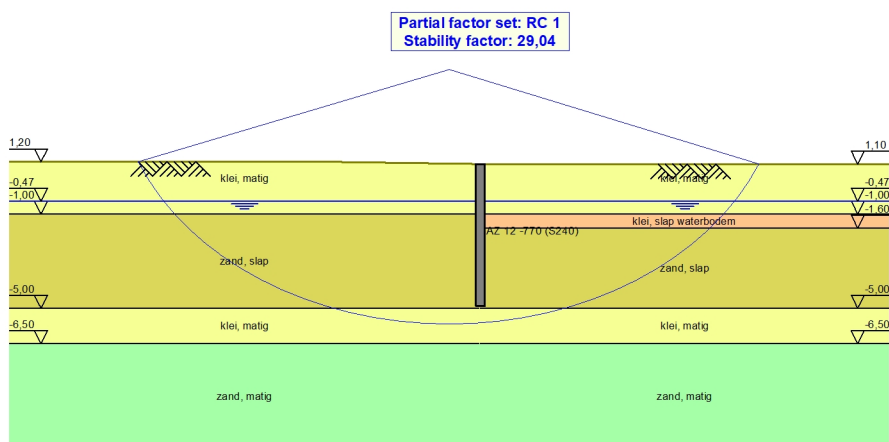 Partial factor set: RC 1
Stability factor: 29,04
1,20
1,10
klei, matig
klei, matig
-0,47
-0,47
-1,00
-1,00
-1,60
klei, slap waterbodem
AZ 12 -770 (S240)
zand, slap
zand, slap
-5,00
-5,00
klei, matig
klei, matig
-6,50
-6,50
zand, matig
zand, matig